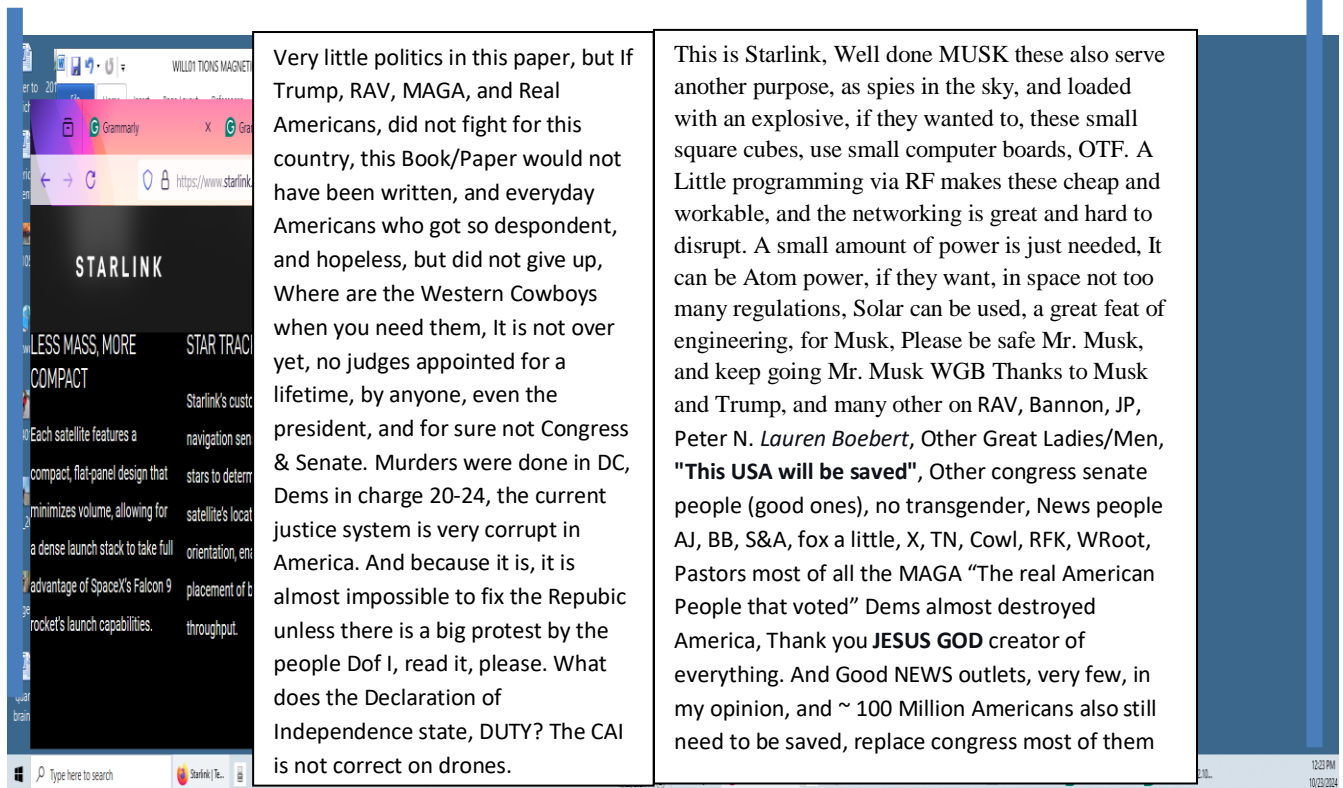 WILL01 TIONS MAGNETI
Grammarly
X
https://www.starlink.
STARLINK
LESS MASS, MORE
COMPACT
Each satellite features a
compact, flat-panel design that
minimizes volume, allowing for
a dense launch stack to take full
advantage of SpaceX's Falcon 9
rocket's launch capabilities.
STAR TRAC
Starlink's custo
navigation sen
stars to determ
satellite's locat
orientation, ena
placement of b
throughput.
Very little politics in this paper, but If
Trump, RAV, MAGA, and Real
Americans, did not fight for this
country, this Book/Paper would not
have been written, and everyday
Americans who got so despondent,
and hopeless, but did not give up,
Where are the Western Cowboys
when you need them, It is not over
yet, no judges appointed for a
lifetime, by anyone, even the
president, and for sure not Congress
& Senate. Murders were done in DC,
Dems in charge 20-24, the current
justice system is very corrupt in
America. And because it is, it is
almost impossible to fix the Repubic
unless there is a big protest by the
people Dof I, read it, please. What
does the Declaration of
Independence state, DUTY? The CAI
is not correct on drones.
This is Starlink, Well done MUSK these also serve
another purpose, as spies in the sky, and loaded
with an explosive, if they wanted to, these small
square cubes, use small computer boards, OTF. A
Little programming via RF makes these cheap and
workable, and the networking is great and hard to
disrupt. A small amount of power is just needed, It
can be Atom power, if they want, in space not too
many regulations, Solar can be used, a great feat of
engineering, for Musk, Please be safe Mr. Musk,
and keep going Mr. Musk WGB Thanks to Musk
and Trump, and many other on RAV, Bannon, JP,
Peter N. Lauren Boebert, Other Great Ladies/Men,
"This USA will be saved", Other congress senate
people (good ones), no transgender, News people
AJ, BB, S&A, fox a little, X, TN, Cowl, RFK, WRoot,
Pastors most of all the MAGA “The real American
People that voted” Dems almost destroyed
America, Thank you JESUS GOD creator of
everything. And Good NEWS outlets, very few, in
my opinion, and ~ 100 Million Americans also still
need to be saved, replace congress most of them
Type here to search
Starlink | Te...
12:23 PM
10/23/2024